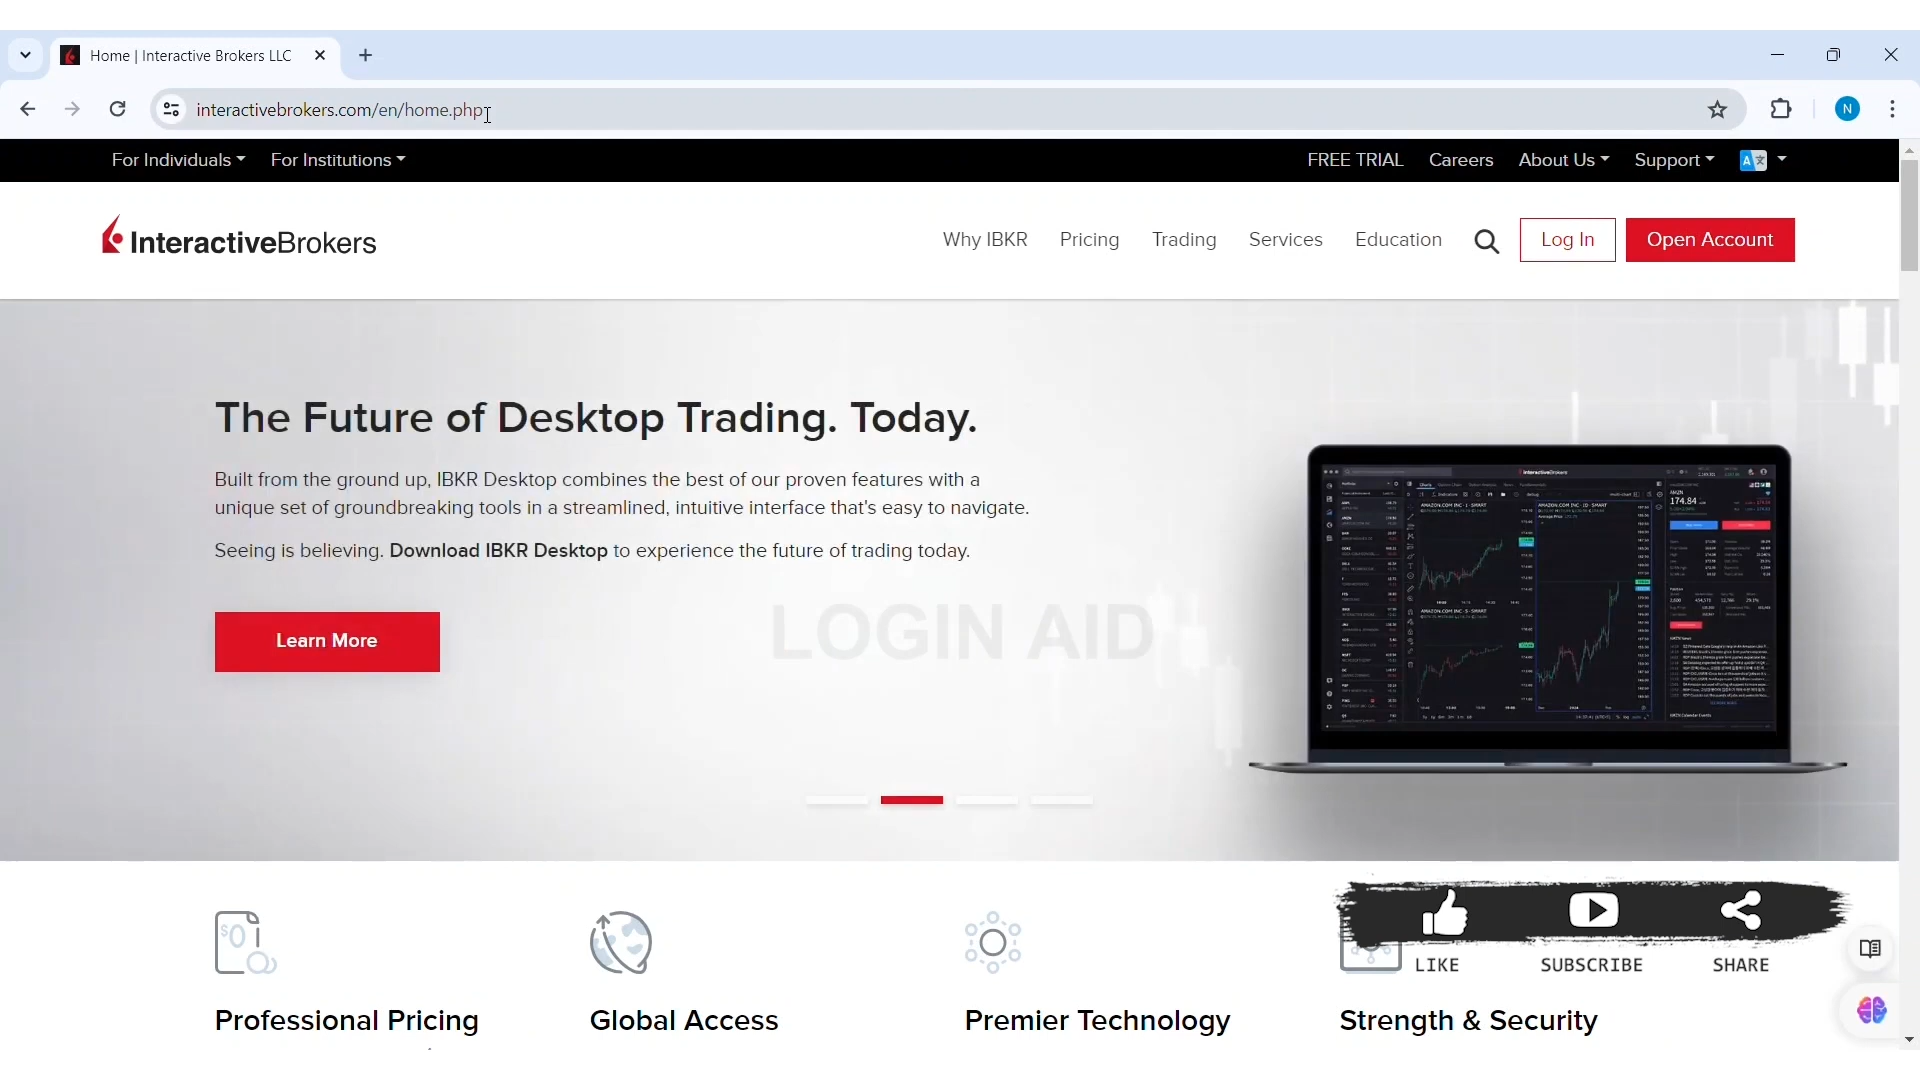 Home | Interactive Brokers LLC
interactivebrokers.com/en/home.php
N
For Individuals For Institutions FREE TRIAL Careers About Us Support
InteractiveBrokers Why IBKR Pricing Trading Services Education Log In Open Account
The Future of Desktop Trading. Today.
Built from the ground up, IBKR Desktop combines the best of our proven features with a
unique set of groundbreaking tools in a streamlined, intuitive interface that's easy to navigate.
Seeing is believing. Download IBKR Desktop to experience the future of trading today.
Learn More
LOGIN AID
InteractiveBrokers
AMZN
174.84
LIKE SUBSCRIBE SHARE
Professional Pricing Global Access Premier Technology Strength & Security